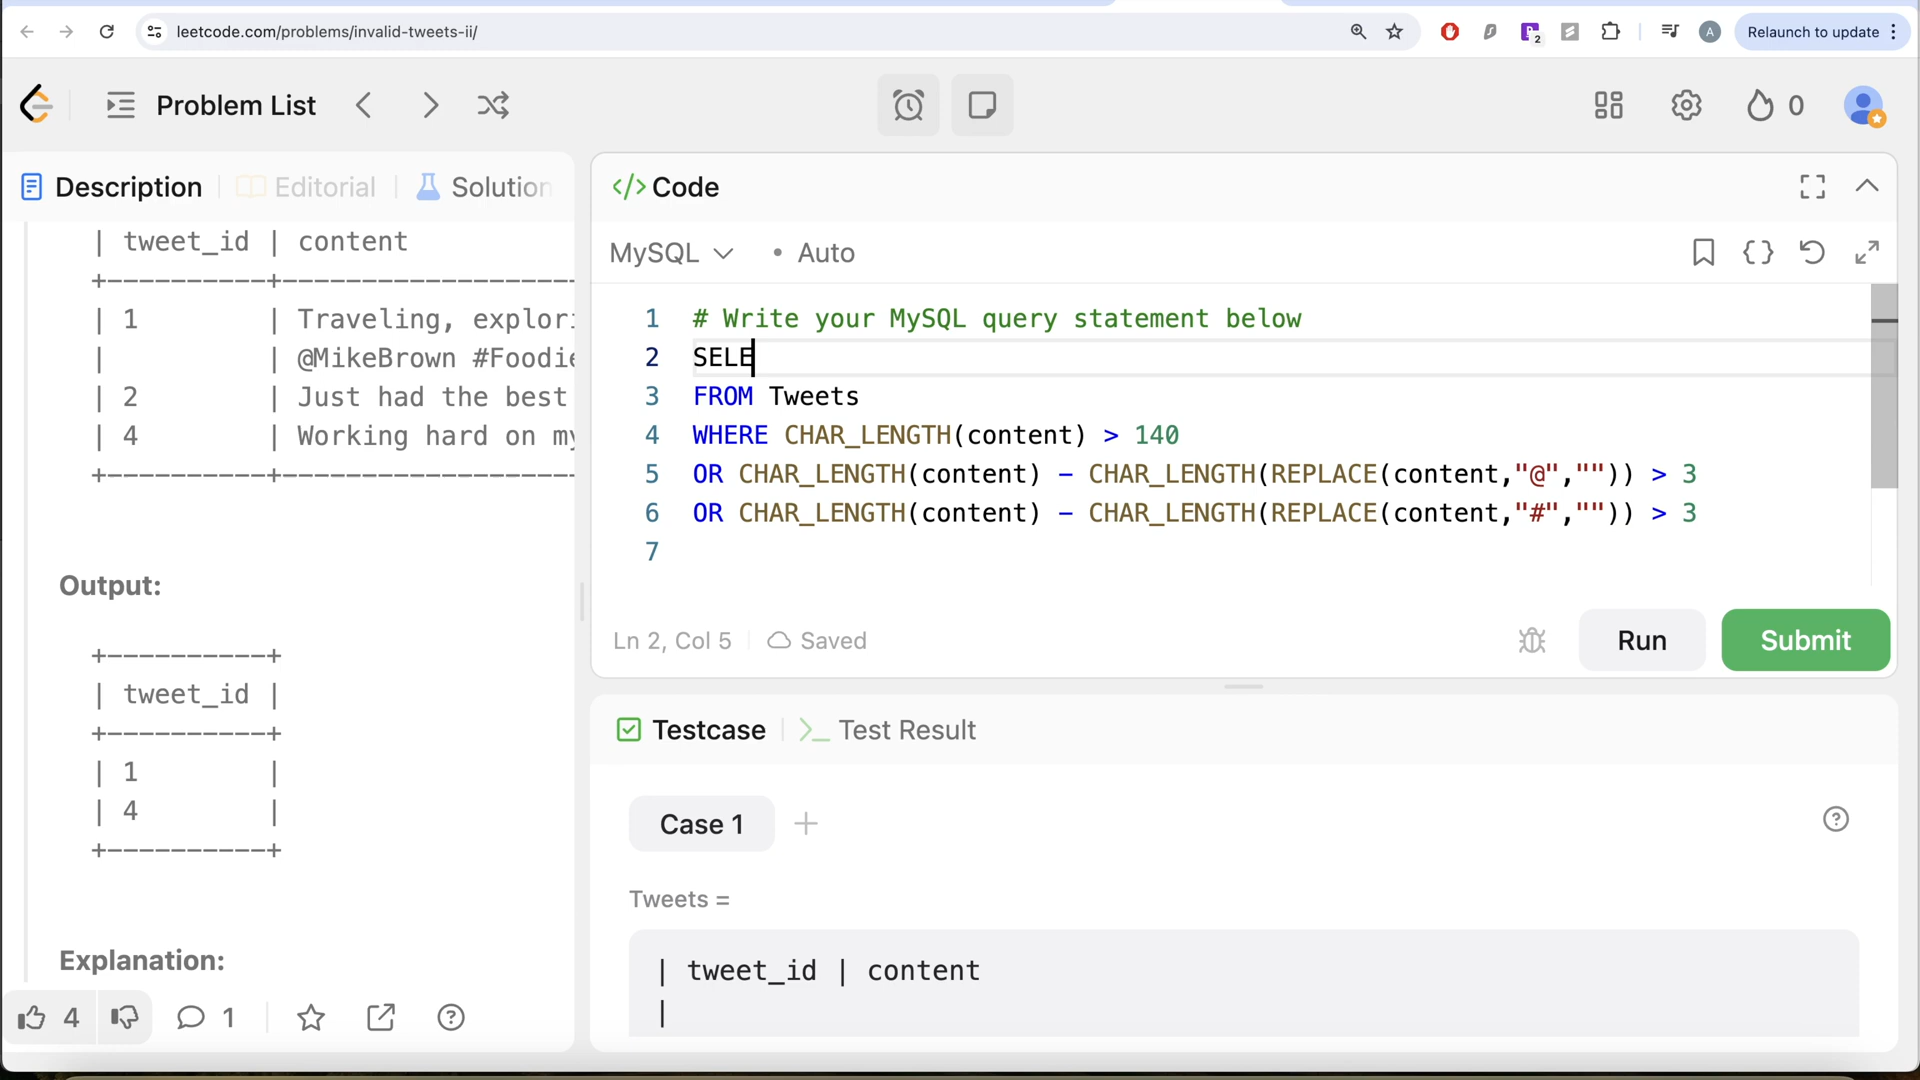 leetcode.com/problems/invalid-tweets-ii/
2
A
Relaunch to update
Problem List
0
Description
Editorial
Solution
| tweet_id | content
+----------+-------------------
| 1 | Traveling, explori
| | @MikeBrown #Foodie
| 2 | Just had the best
| 4 | Working hard on my
+----------+-------------------
Output:
+----------+
| tweet_id |
+----------+
| 1 |
| 4 |
+----------+
Explanation:
4
1
</> Code
MySQL
• Auto
{}
1 # Write your MySQL query statement below
2 SELE
3 FROM Tweets
4 WHERE CHAR_LENGTH(content) > 140
5 OR CHAR_LENGTH(content) - CHAR_LENGTH(REPLACE(content,"@","")) > 3
6 OR CHAR_LENGTH(content) - CHAR_LENGTH(REPLACE(content,"#","")) > 3
7
Ln 2, Col 5
Saved
Run
Submit
Testcase
>_ Test Result
Case 1
+
Tweets =
| tweet_id | content
|